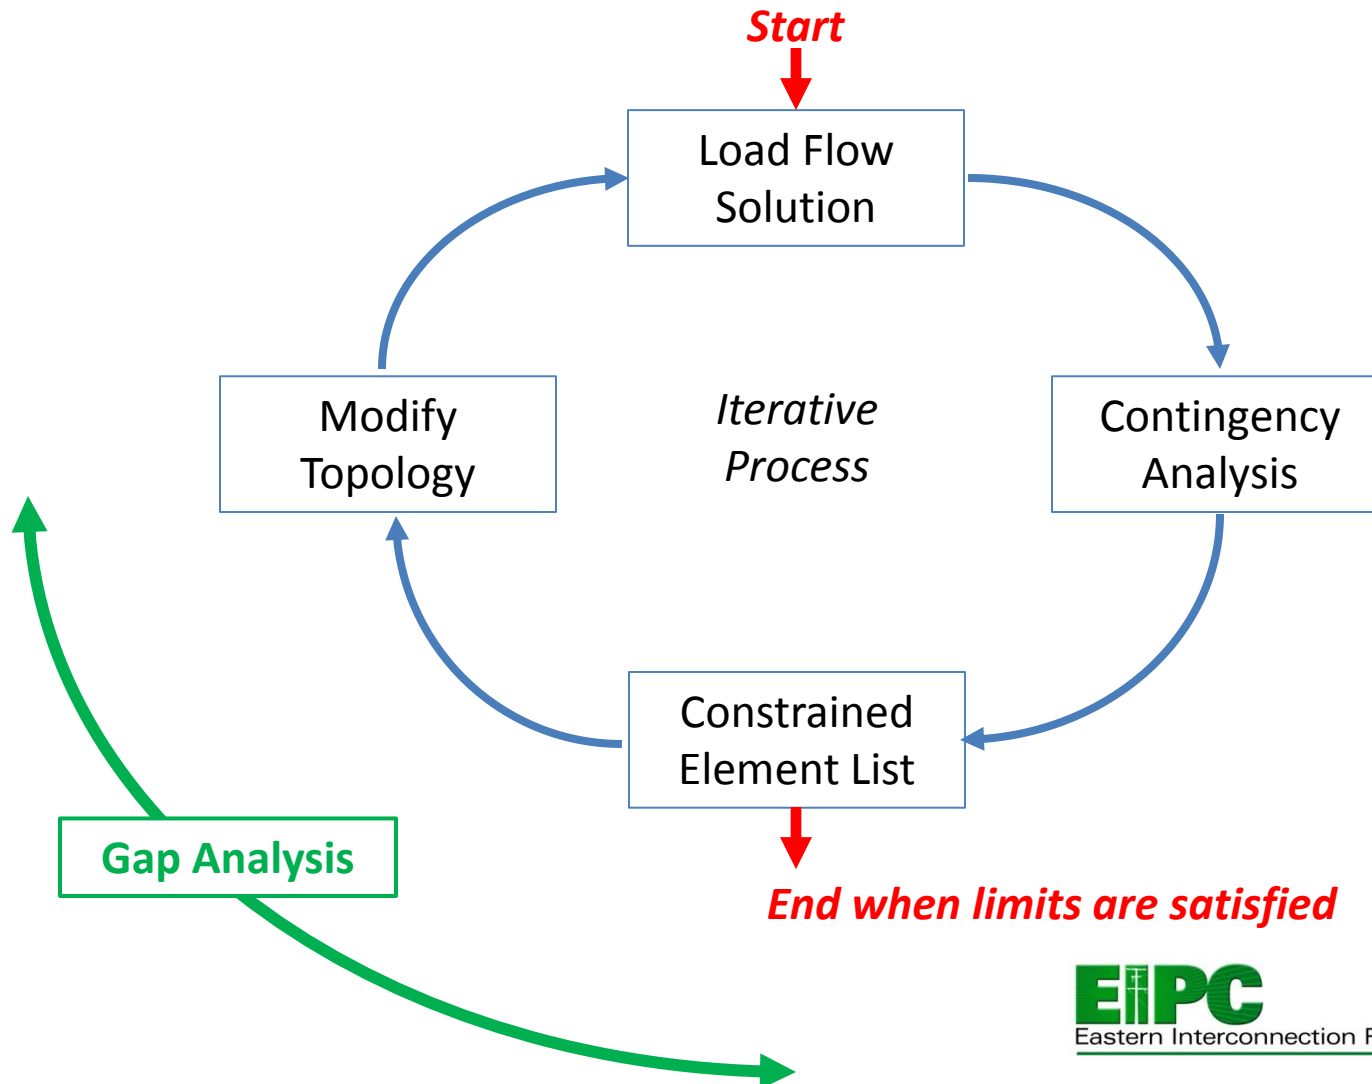 Start
Load Flow
Solution
Modify
Topology
Iterative
Process
Contingency
Analysis
Constrained
Element List
Gap Analysis
End when limits are satisfied
EIPC
Eastern Interconnection